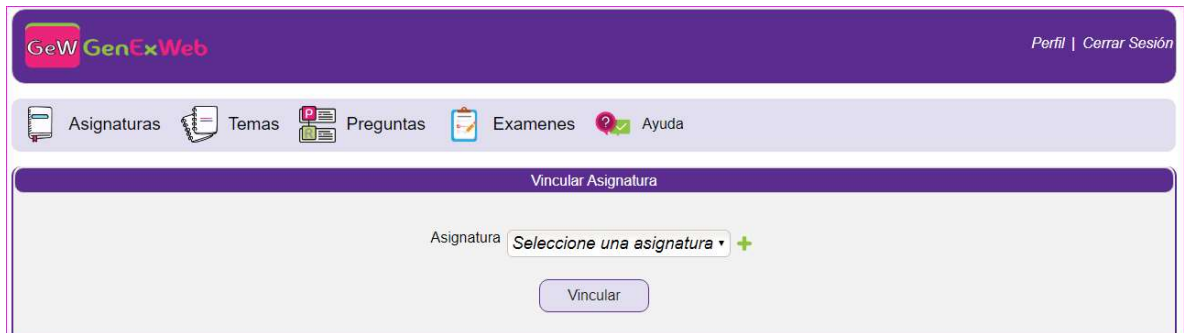 GeW GenExWeb
Perfil | Cerrar Sesión
Asignaturas Temas P R Preguntas Examenes ? Ayuda
Vincular Asignatura
Asignatura Seleccione una asignatura
Vincular